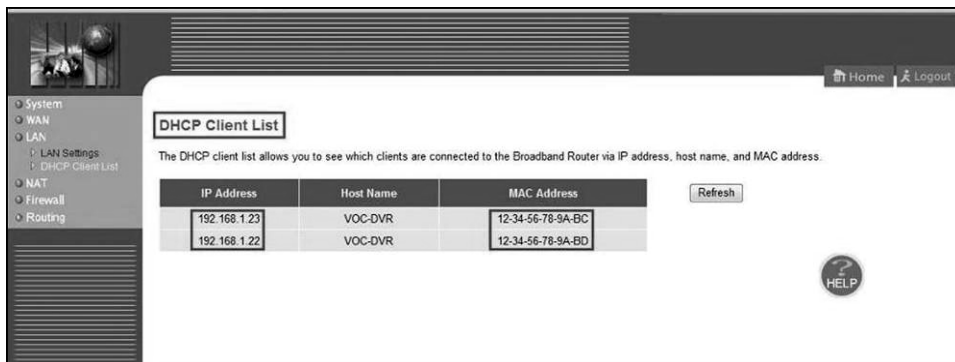 Home
Logout
System
WAN
LAN
LAN Settings
DHCP Client List
NAT
Firewall
Routing
DHCP Client List
The DHCP client list allows you to see which clients are connected to the Broadband Router via IP address, host name, and MAC address.
IP Address Host Name MAC Address
Refresh
192.168.1.23 VOC-DVR 12-34-56-78-9A-BC
192.168.1.22 VOC-DVR 12-34-56-78-9A-BD
?
HELP